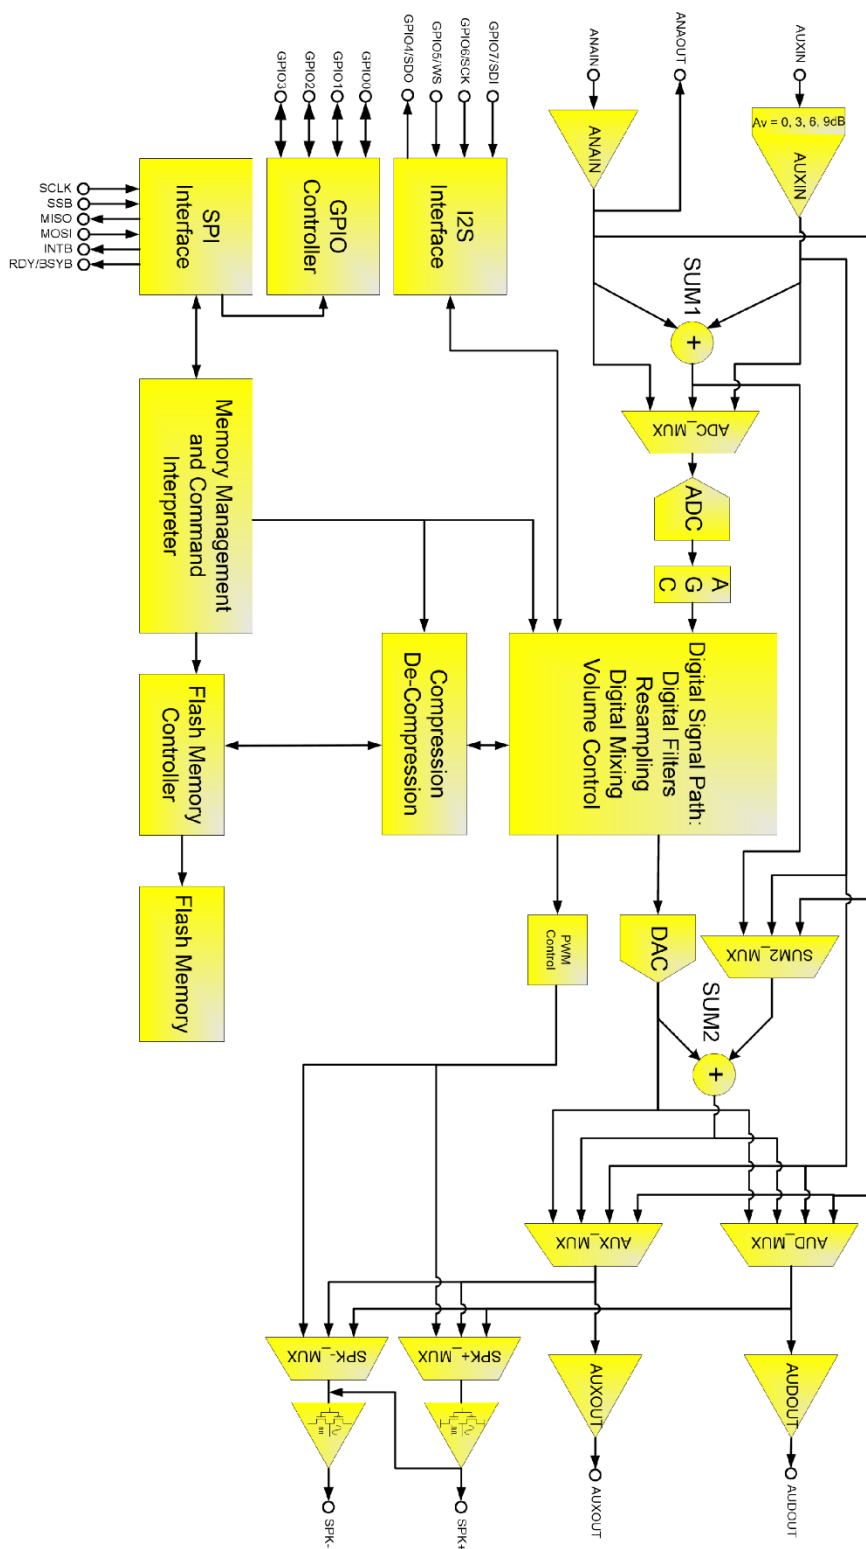 GPIO3
GPIO2
GPIO1
GPIO0
GPIO4/SDO
GPIO5/WS
GPIO6/SCK
GPIO7/SDI
ANAIN
ANAOUT
AUXIN
Av = 0, 3, 6, 9dB
AUXIN
ANAIN
SCLK
SSB
MISO
MOSI
INTB
RDY/BSYB
SPI
Interface
GPIO
Controller
I2S
Interface
SUM1
+
ADC_MUX
ADC
A
G
C
Memory Management
and Command
Interpreter
Compression
De-Compression
Digital Signal Path:
Digital Filters
Resampling
Digital Mixing
Volume Control
Flash Memory
Controller
Flash Memory
PWM
Control
DAC
SUM2_MUX
SUM2
+
AUX_MUX
AUD_MUX
SPK-_MUX
SPK+_MUX
AUXOUT
AUDOUT
SPK-
SPK+
AUXOUT
AUDOUT